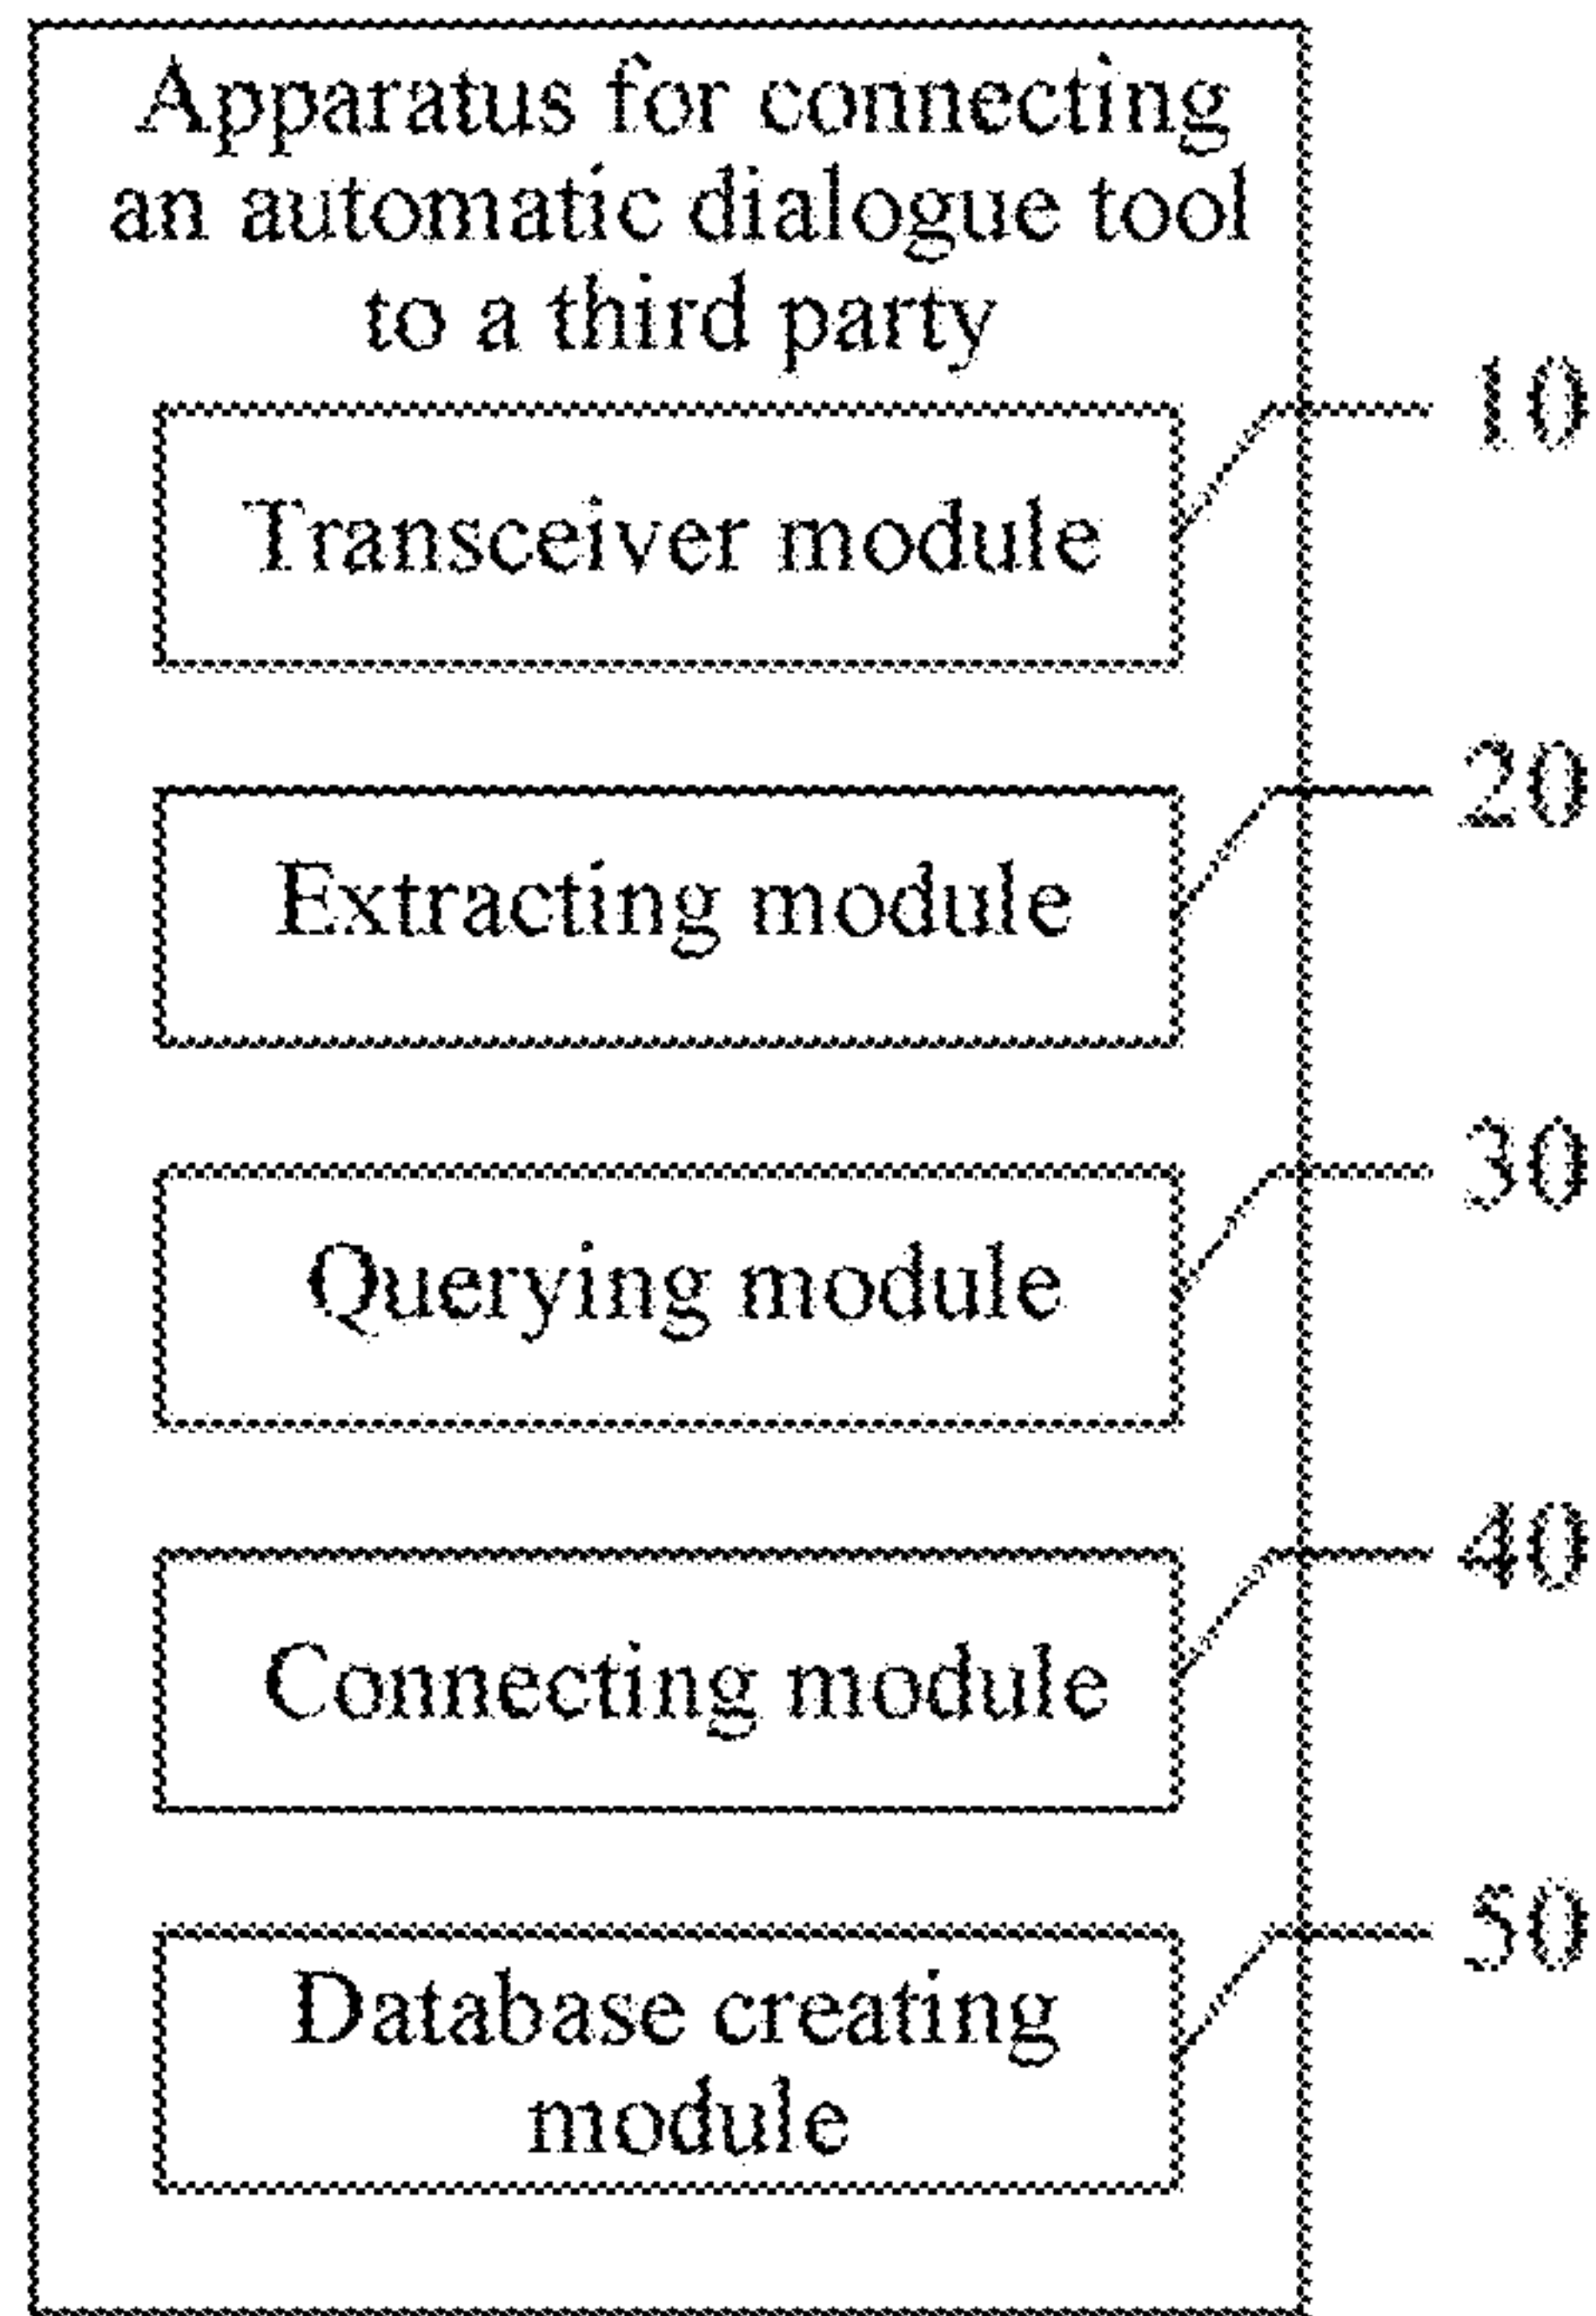 Apparatus for connecting
an automatic dialogue tool
to a third party
10
Transceiver module
20
Extracting module
30
Querying module
40
Connecting module
50
Database creating
module